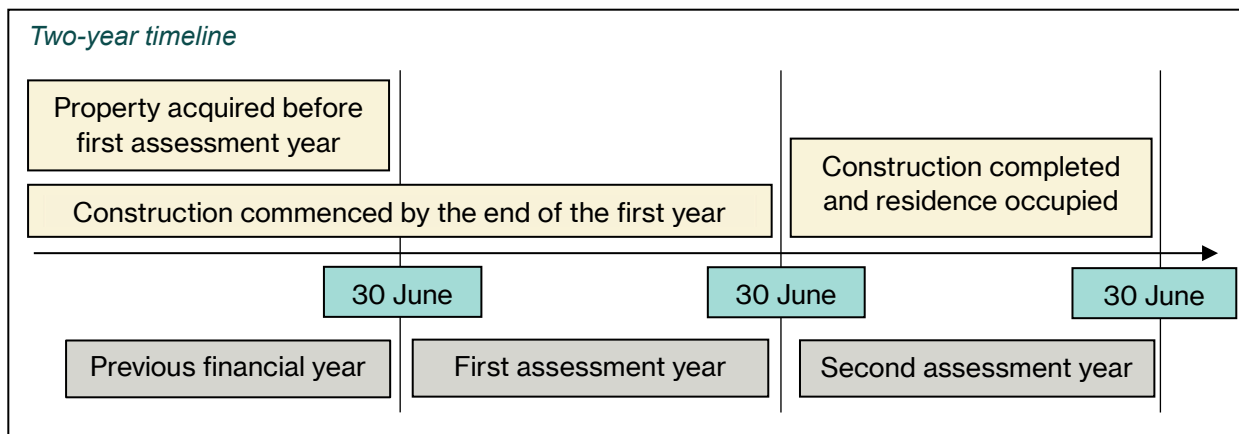 Two-year timeline
Property acquired before
first assessment year
Construction commenced by the end of the first year
Construction completed
and residence occupied
30 June
30 June
30 June
Previous financial year
First assessment year
Second assessment year